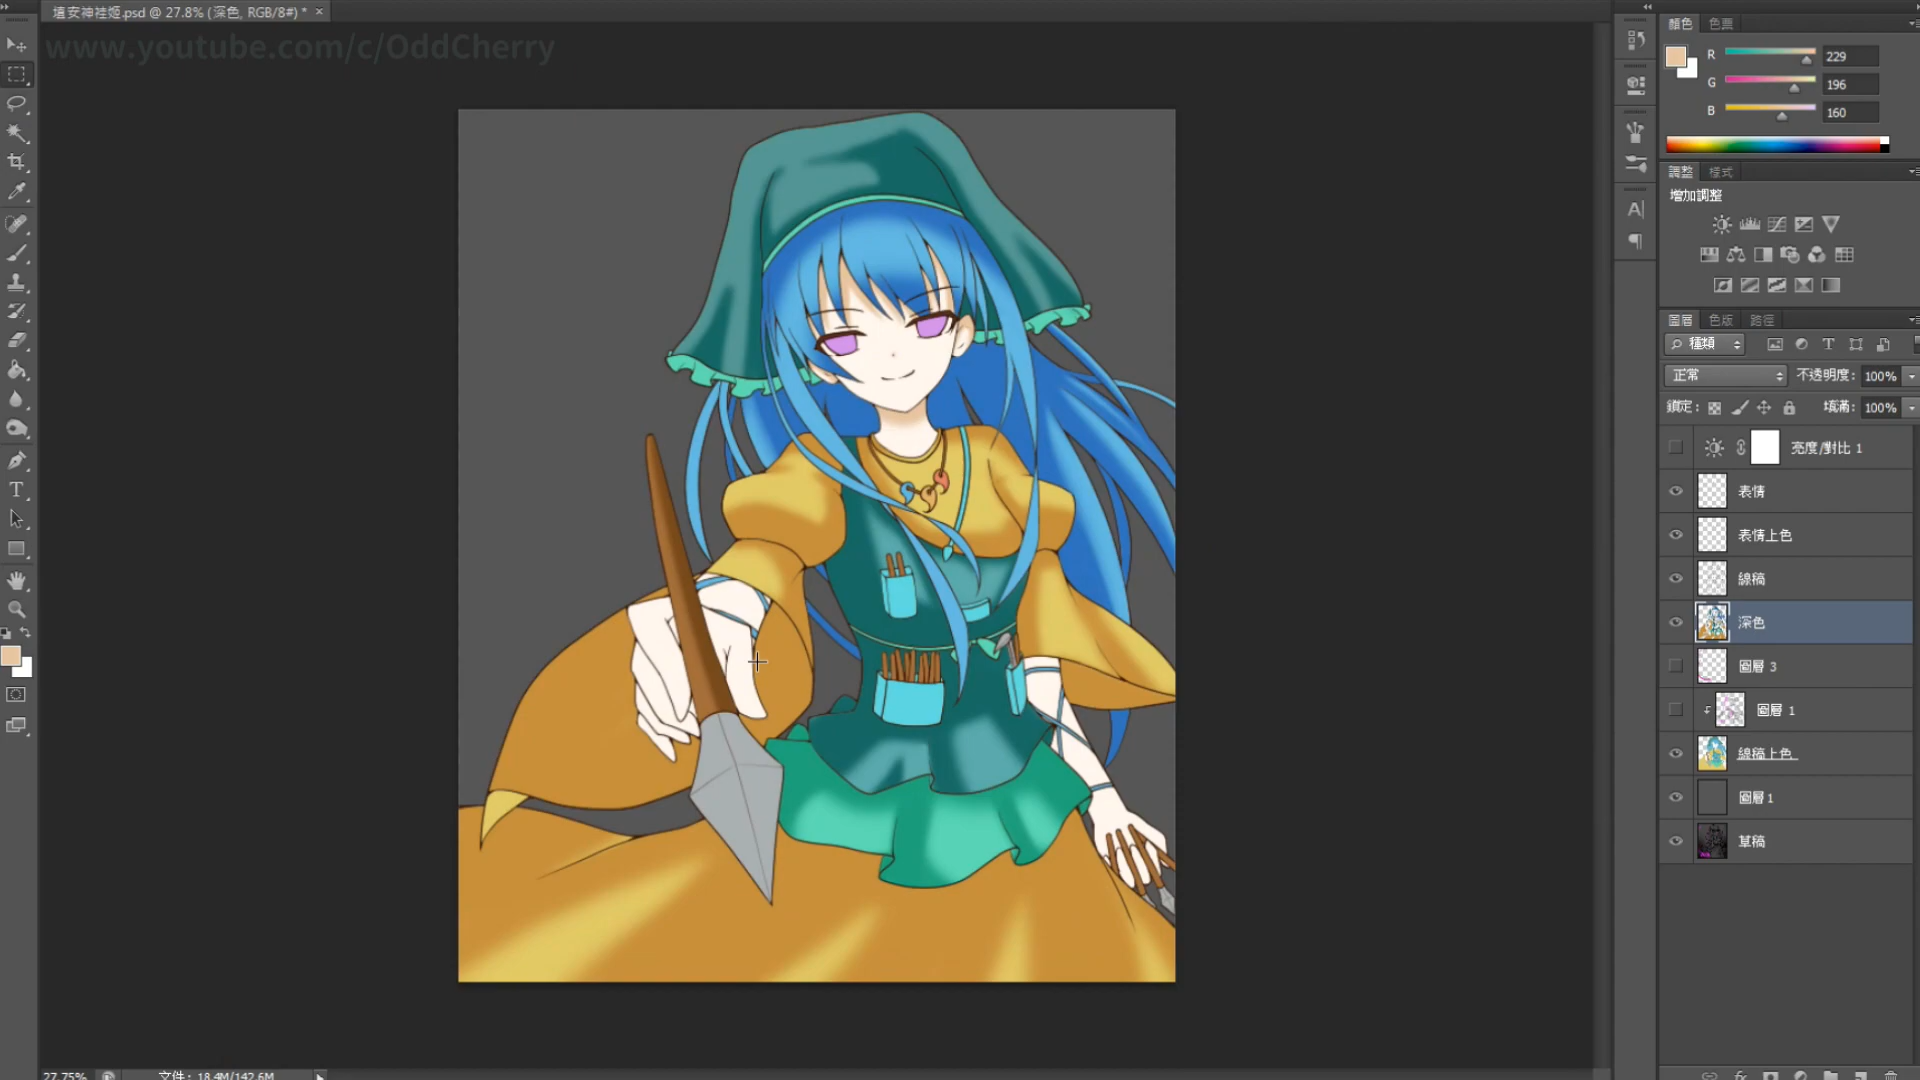 埴安神袿姬.psd @ 27.8% (深色, RGB/8#) *
www.youtube.com/c/OddCherry
顏色 色票
R 229
G 196
B 160
調整 樣式
增加調整
圖層 色版 路徑
種類
正常 不透明度: 100%
鎖定: 填滿: 100%
亮度/對比 1
表情
表情上色
線稿
深色
圖層 3
圖層 1
線稿上色
圖層 1
草稿
27.75% 文件: 18.4M/142.6M